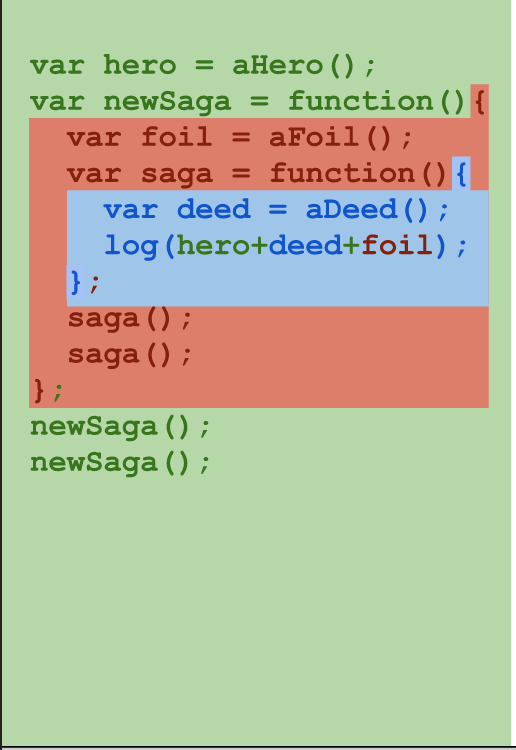 var hero = aHero();
var newSaga = function(){
  var foil = aFoil();
  var saga = function(){
    var deed = aDeed();
    log(hero+deed+foil);
  };
  saga();
  saga();
};
newSaga();
newSaga();